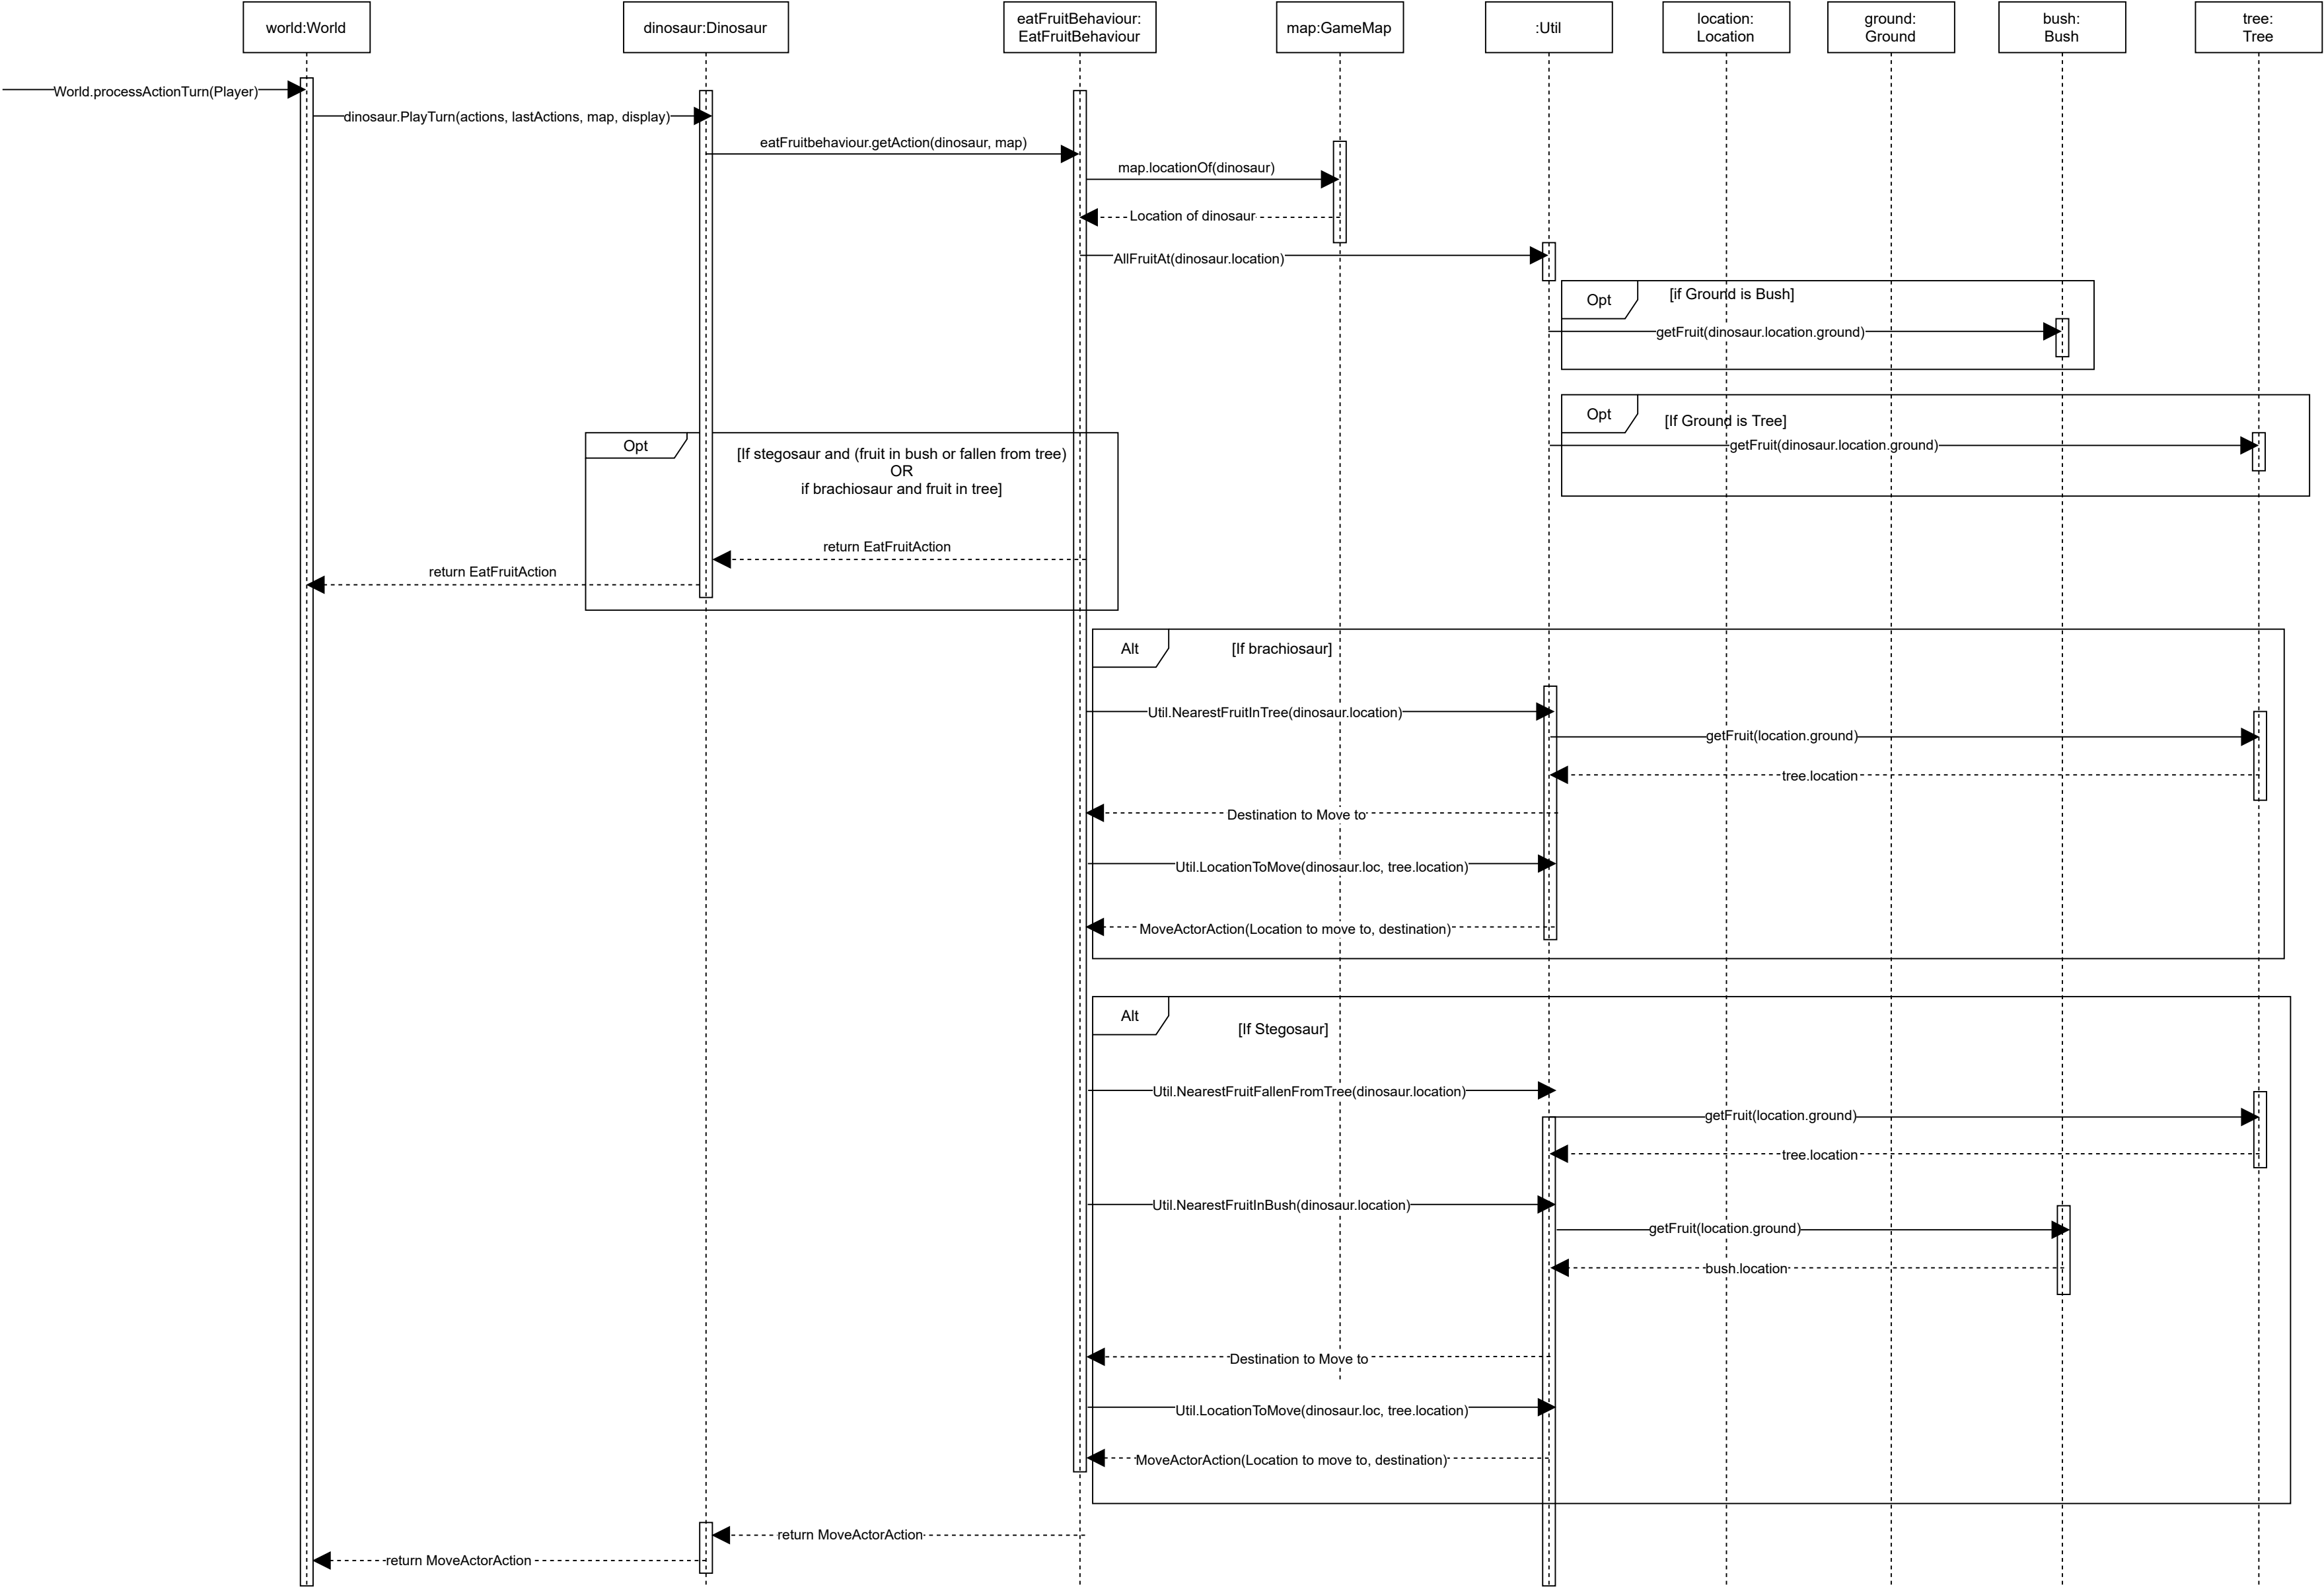 world:World
dinosaur:Dinosaur
eatFruitBehaviour:
EatFruitBehaviour
map:GameMap
:Util
location:
Location
ground:
Ground
bush:
Bush
tree:
Tree
World.processActionTurn(Player)
dinosaur.PlayTurn(actions, lastActions, map, display)
eatFruitbehaviour.getAction(dinosaur, map)
map.locationOf(dinosaur)
Location of dinosaur
AllFruitAt(dinosaur.location)
Opt
[if Ground is Bush]
getFruit(dinosaur.location.ground)
Opt
[If Ground is Tree]
getFruit(dinosaur.location.ground)
Opt
[If stegosaur and (fruit in bush or fallen from tree)
OR
if brachiosaur and fruit in tree]
return EatFruitAction
return EatFruitAction
Alt
[If brachiosaur]
Util.NearestFruitInTree(dinosaur.location)
getFruit(location.ground)
tree.location
Destination to Move to
Util.LocationToMove(dinosaur.loc, tree.location)
MoveActorAction(Location to move to, destination)
Alt
[If Stegosaur]
Util.NearestFruitFallenFromTree(dinosaur.location)
getFruit(location.ground)
tree.location
Util.NearestFruitInBush(dinosaur.location)
getFruit(location.ground)
bush.location
Destination to Move to
Util.LocationToMove(dinosaur.loc, tree.location)
MoveActorAction(Location to move to, destination)
return MoveActorAction
return MoveActorAction